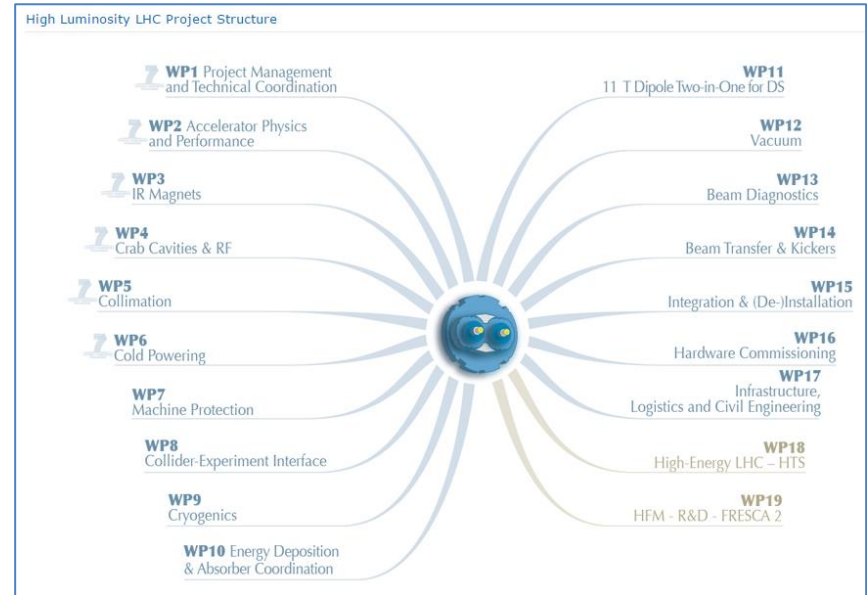 High Luminosity LHC Project Structure
WP1 Project Management
and Technical Coordination
WP2 Accelerator Physics
and Performance
WP3
IR Magnets
WP4
Crab Cavities & RF
WP5
Collimation
WP6
Cold Powering
WP7
Machine Protection
WP8
Collider-Experiment Interface
WP9
Cryogenics
WP10 Energy Deposition
& Absorber Coordination
WP11
11 T Dipole Two-in-One for DS
WP12
Vacuum
WP13
Beam Diagnostics
WP14
Beam Transfer & Kickers
WP15
Integration & (De-)Installation
WP16
Hardware Commissioning
WP17
Infrastructure,
Logistics and Civil Engineering
WP18
High-Energy LHC – HTS
WP19
HFM - R&D - FRESCA 2